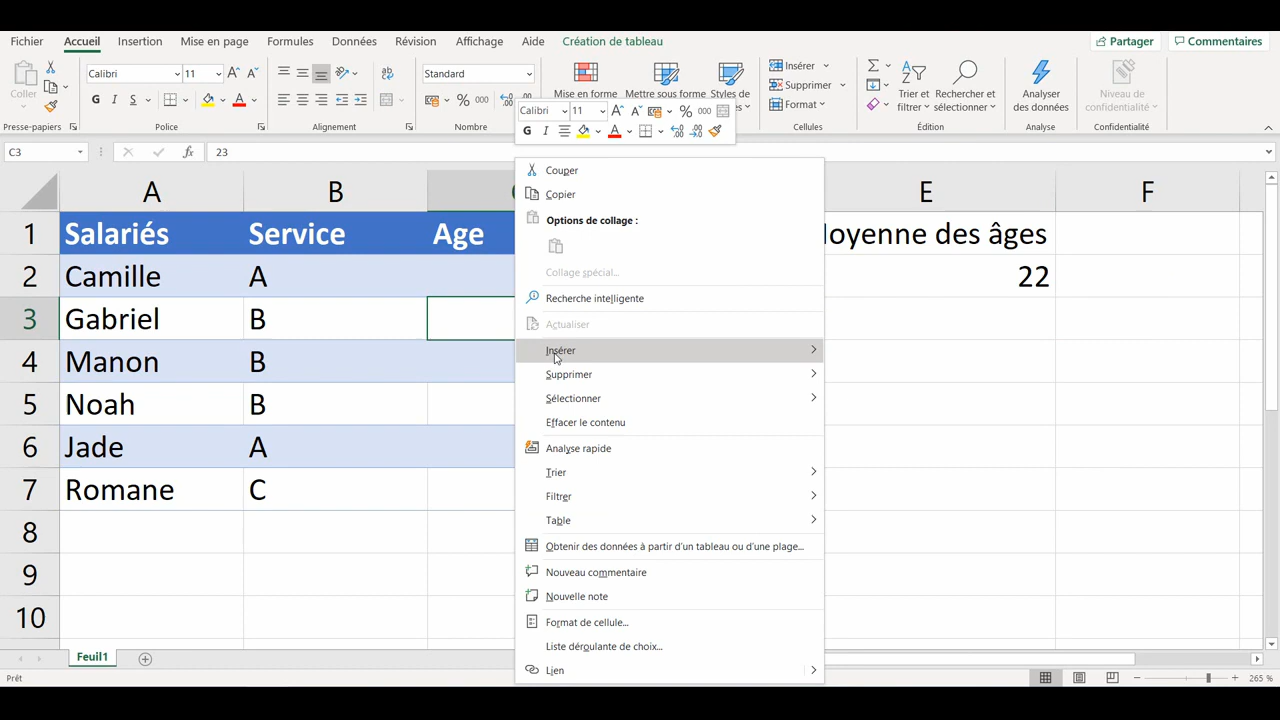 Fichier Accueil Insertion Mise en page Formules Données Révision Affichage Aide Création de tableau Partager Commentaires
Coller
Calibri 11
G I S
Standard
% 000
Mise en forme
Mettre sous forme
Styles de
Insérer
Supprimer
Format
Trier et filtrer
Rechercher et sélectionner
Analyser des données
Niveau de confidentialité
Presse-papiers Police Alignement Nombre Cellules Édition Analyse Confidentialité
Calibri 11 % 000
G I
C3 fx 23
A B E F
1 Salariés Service Age oyenne des âges
2 Camille A 22
3 Gabriel B
4 Manon B
5 Noah B
6 Jade A
7 Romane C
8
9
10
Couper
Copier
Options de collage :
Collage spécial...
Recherche intelligente
Actualiser
Insérer
Supprimer
Sélectionner
Effacer le contenu
Analyse rapide
Trier
Filtrer
Table
Obtenir des données à partir d'un tableau ou d'une plage...
Nouveau commentaire
Nouvelle note
Format de cellule...
Liste déroulante de choix...
Lien
Feuil1
Prêt 265 %